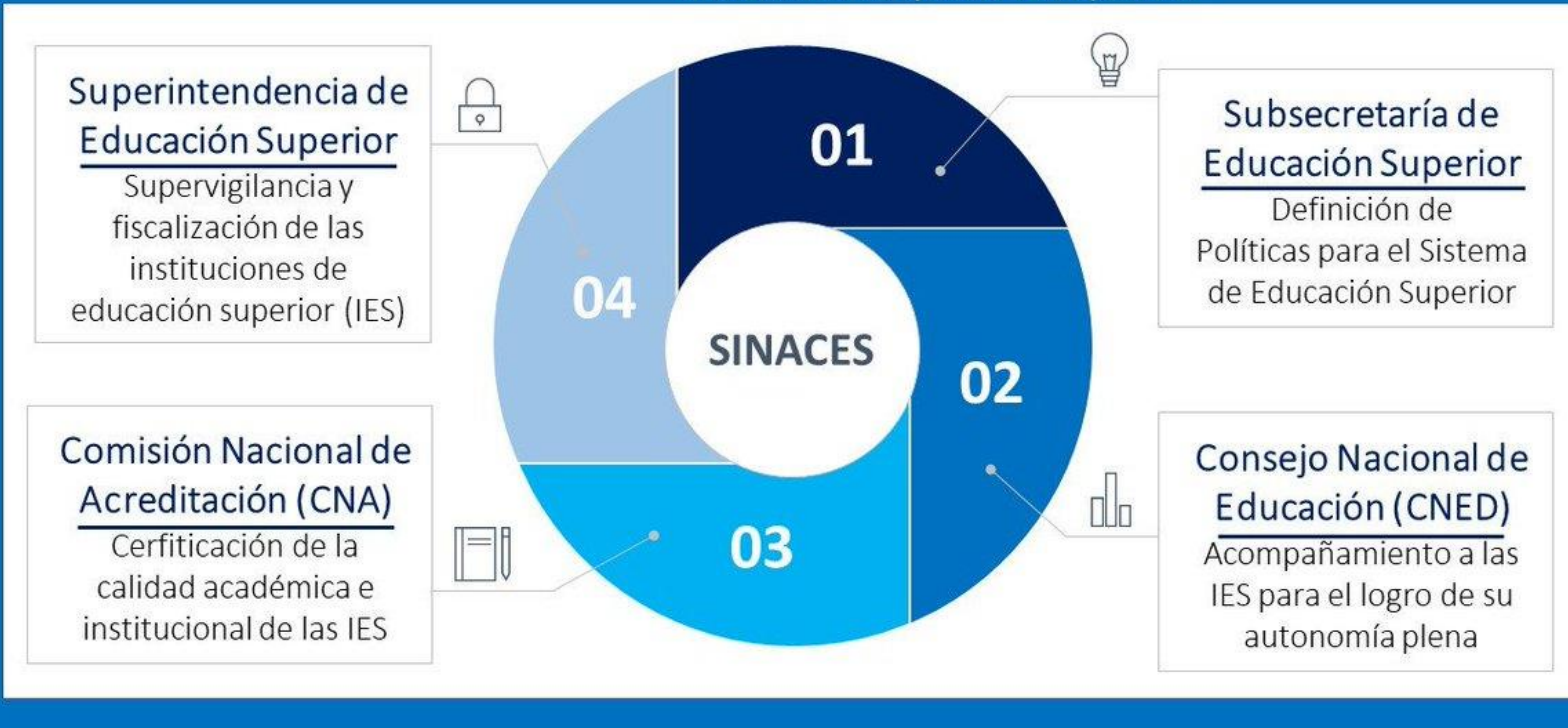 Superintendencia de
Educación Superior
Supervigilancia y
fiscalización de las
instituciones de
educación superior (IES)
01
Subsecretaría de
Educación Superior
Definición de
Políticas para el Sistema
de Educación Superior
04
SINACES
02
Comisión Nacional de
Acreditación (CNA)
Cerfiticación de la
calidad académica e
institucional de las IES
03
Consejo Nacional de
Educación (CNED)
Acompañamiento a las
IES para el logro de su
autonomía plena